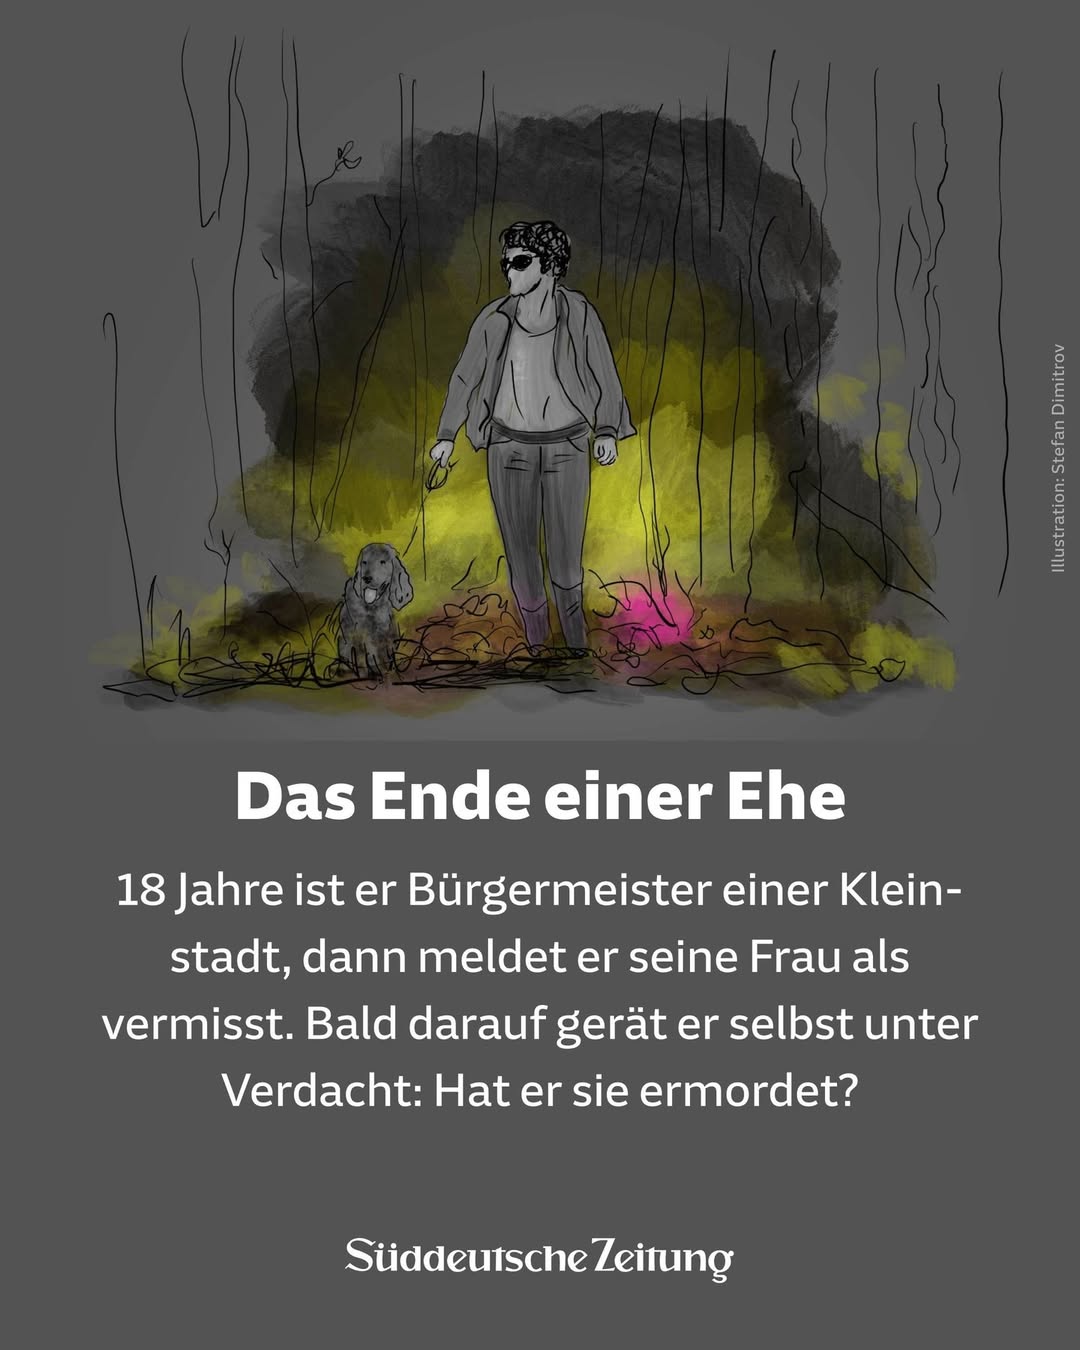 Illustration: Stefan Dimitrov
Das Ende einer Ehe
18 Jahre ist er Bürgermeister einer Klein-
stadt, dann meldet er seine Frau als
vermisst. Bald darauf gerät er selbst unter
Verdacht: Hat er sie ermordet?
Süddeutsche Zeitung